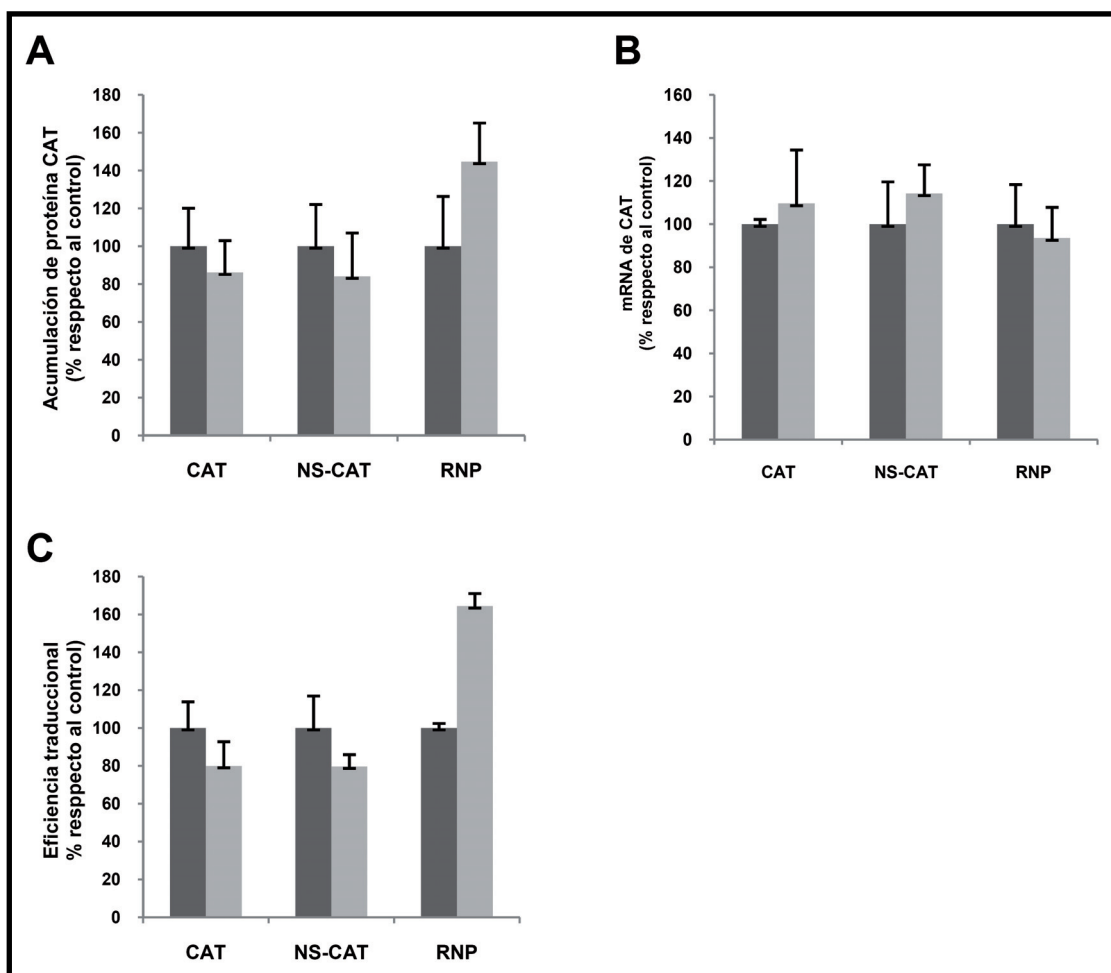 A
Acumulación de proteína CAT
(% resppecto al control)
180
160
140
120
100
80
60
40
20
0
CAT NS-CAT RNP
B
mRNA de CAT
(% resppecto al control)
160
140
120
100
80
60
40
20
0
CAT NS-CAT RNP
C
Eficiencia traduccional
% resppecto al control)
180
160
140
120
100
80
60
40
20
0
CAT NS-CAT RNP